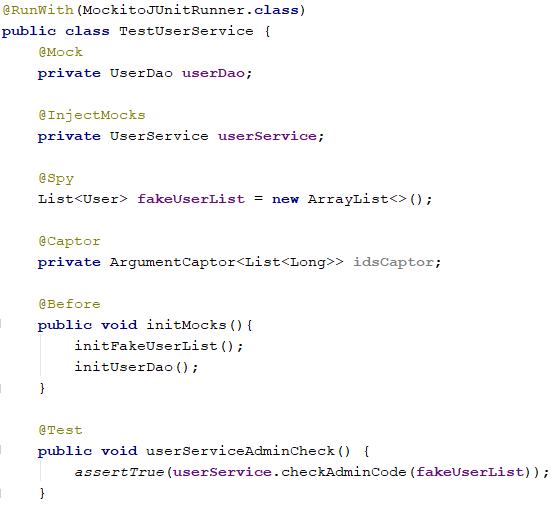 @RunWith(MockitoJUnitRunner.class)
public class TestUserService {
    @Mock
    private UserDao userDao;

    @InjectMocks
    private UserService userService;

    @Spy
    List<User> fakeUserList = new ArrayList<>();

    @Captor
    private ArgumentCaptor<List<Long>> idsCaptor;

    @Before
    public void initMocks(){
        initFakeUserList();
        initUserDao();
    }

    @Test
    public void userServiceAdminCheck() {
        assertTrue(userService.checkAdminCode(fakeUserList));
    }